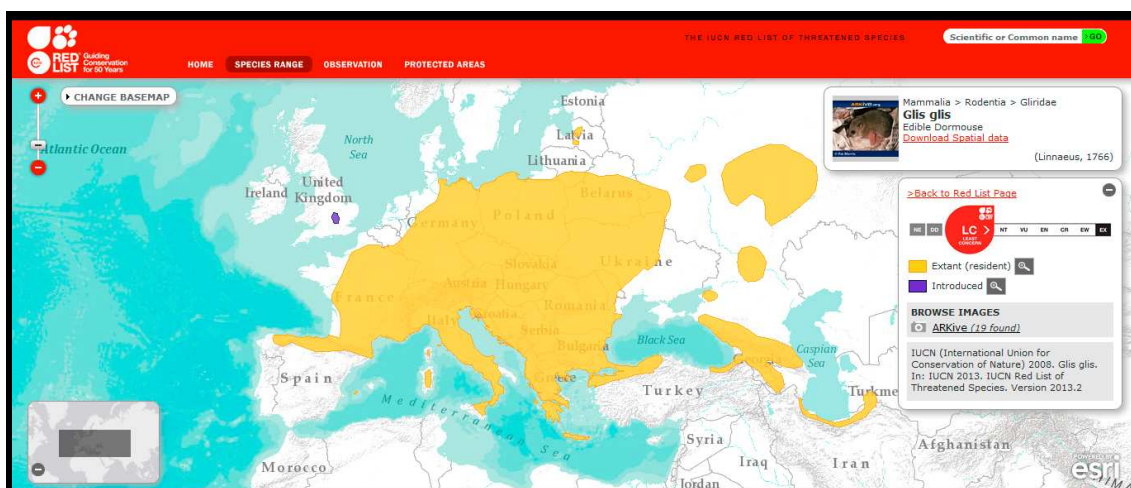 RED LIST
Guiding Conservation for 50 Years
THE IUCN RED LIST OF THREATENED SPECIES
Scientific or Common name >GO
HOME SPECIES RANGE OBSERVATION PROTECTED AREAS
CHANGE BASEMAP
Atlantic Ocean
North Sea
Estonia
Latvia
Lithuania
Ireland
United Kingdom
Belarus
Germany
Poland
Slovakia
Ukraine
Austria
Hungary
France
Romania
Italy
Croatia
Serbia
Bulgaria
Black Sea
Georgia
Caspian Sea
Spain
Greece
Turkey
Turkme
Mediterranean Sea
Syria
Morocco
Iraq
Iran
Afghanistan
Jordan
Mammalia > Rodentia > Gliridae
Glis glis
Edible Dormouse
Download Spatial data
(Linnaeus, 1766)
>Back to Red List Page
NE DD LC > NT VU EN CR EW EX
LEAST CONCERN
Extant (resident)
Introduced
BROWSE IMAGES
ARKive (19 found)
IUCN (International Union for
Conservation of Nature) 2008. Glis glis.
In: IUCN 2013. IUCN Red List of
Threatened Species. Version 2013.2
POWERED BY
esri